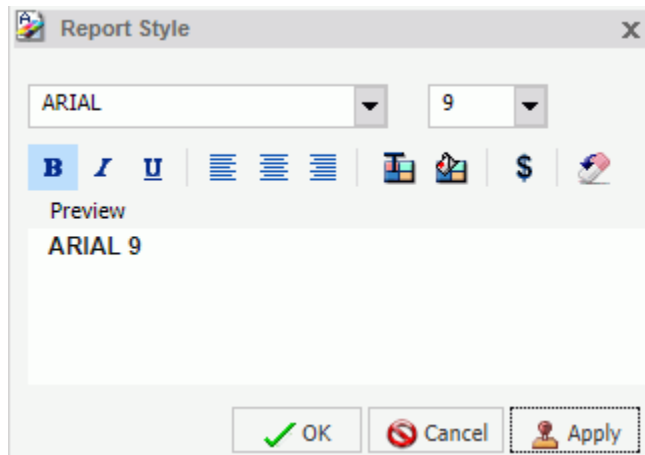 Report Style x
ARIAL 9
B I U $
Preview
ARIAL 9
OK Cancel Apply